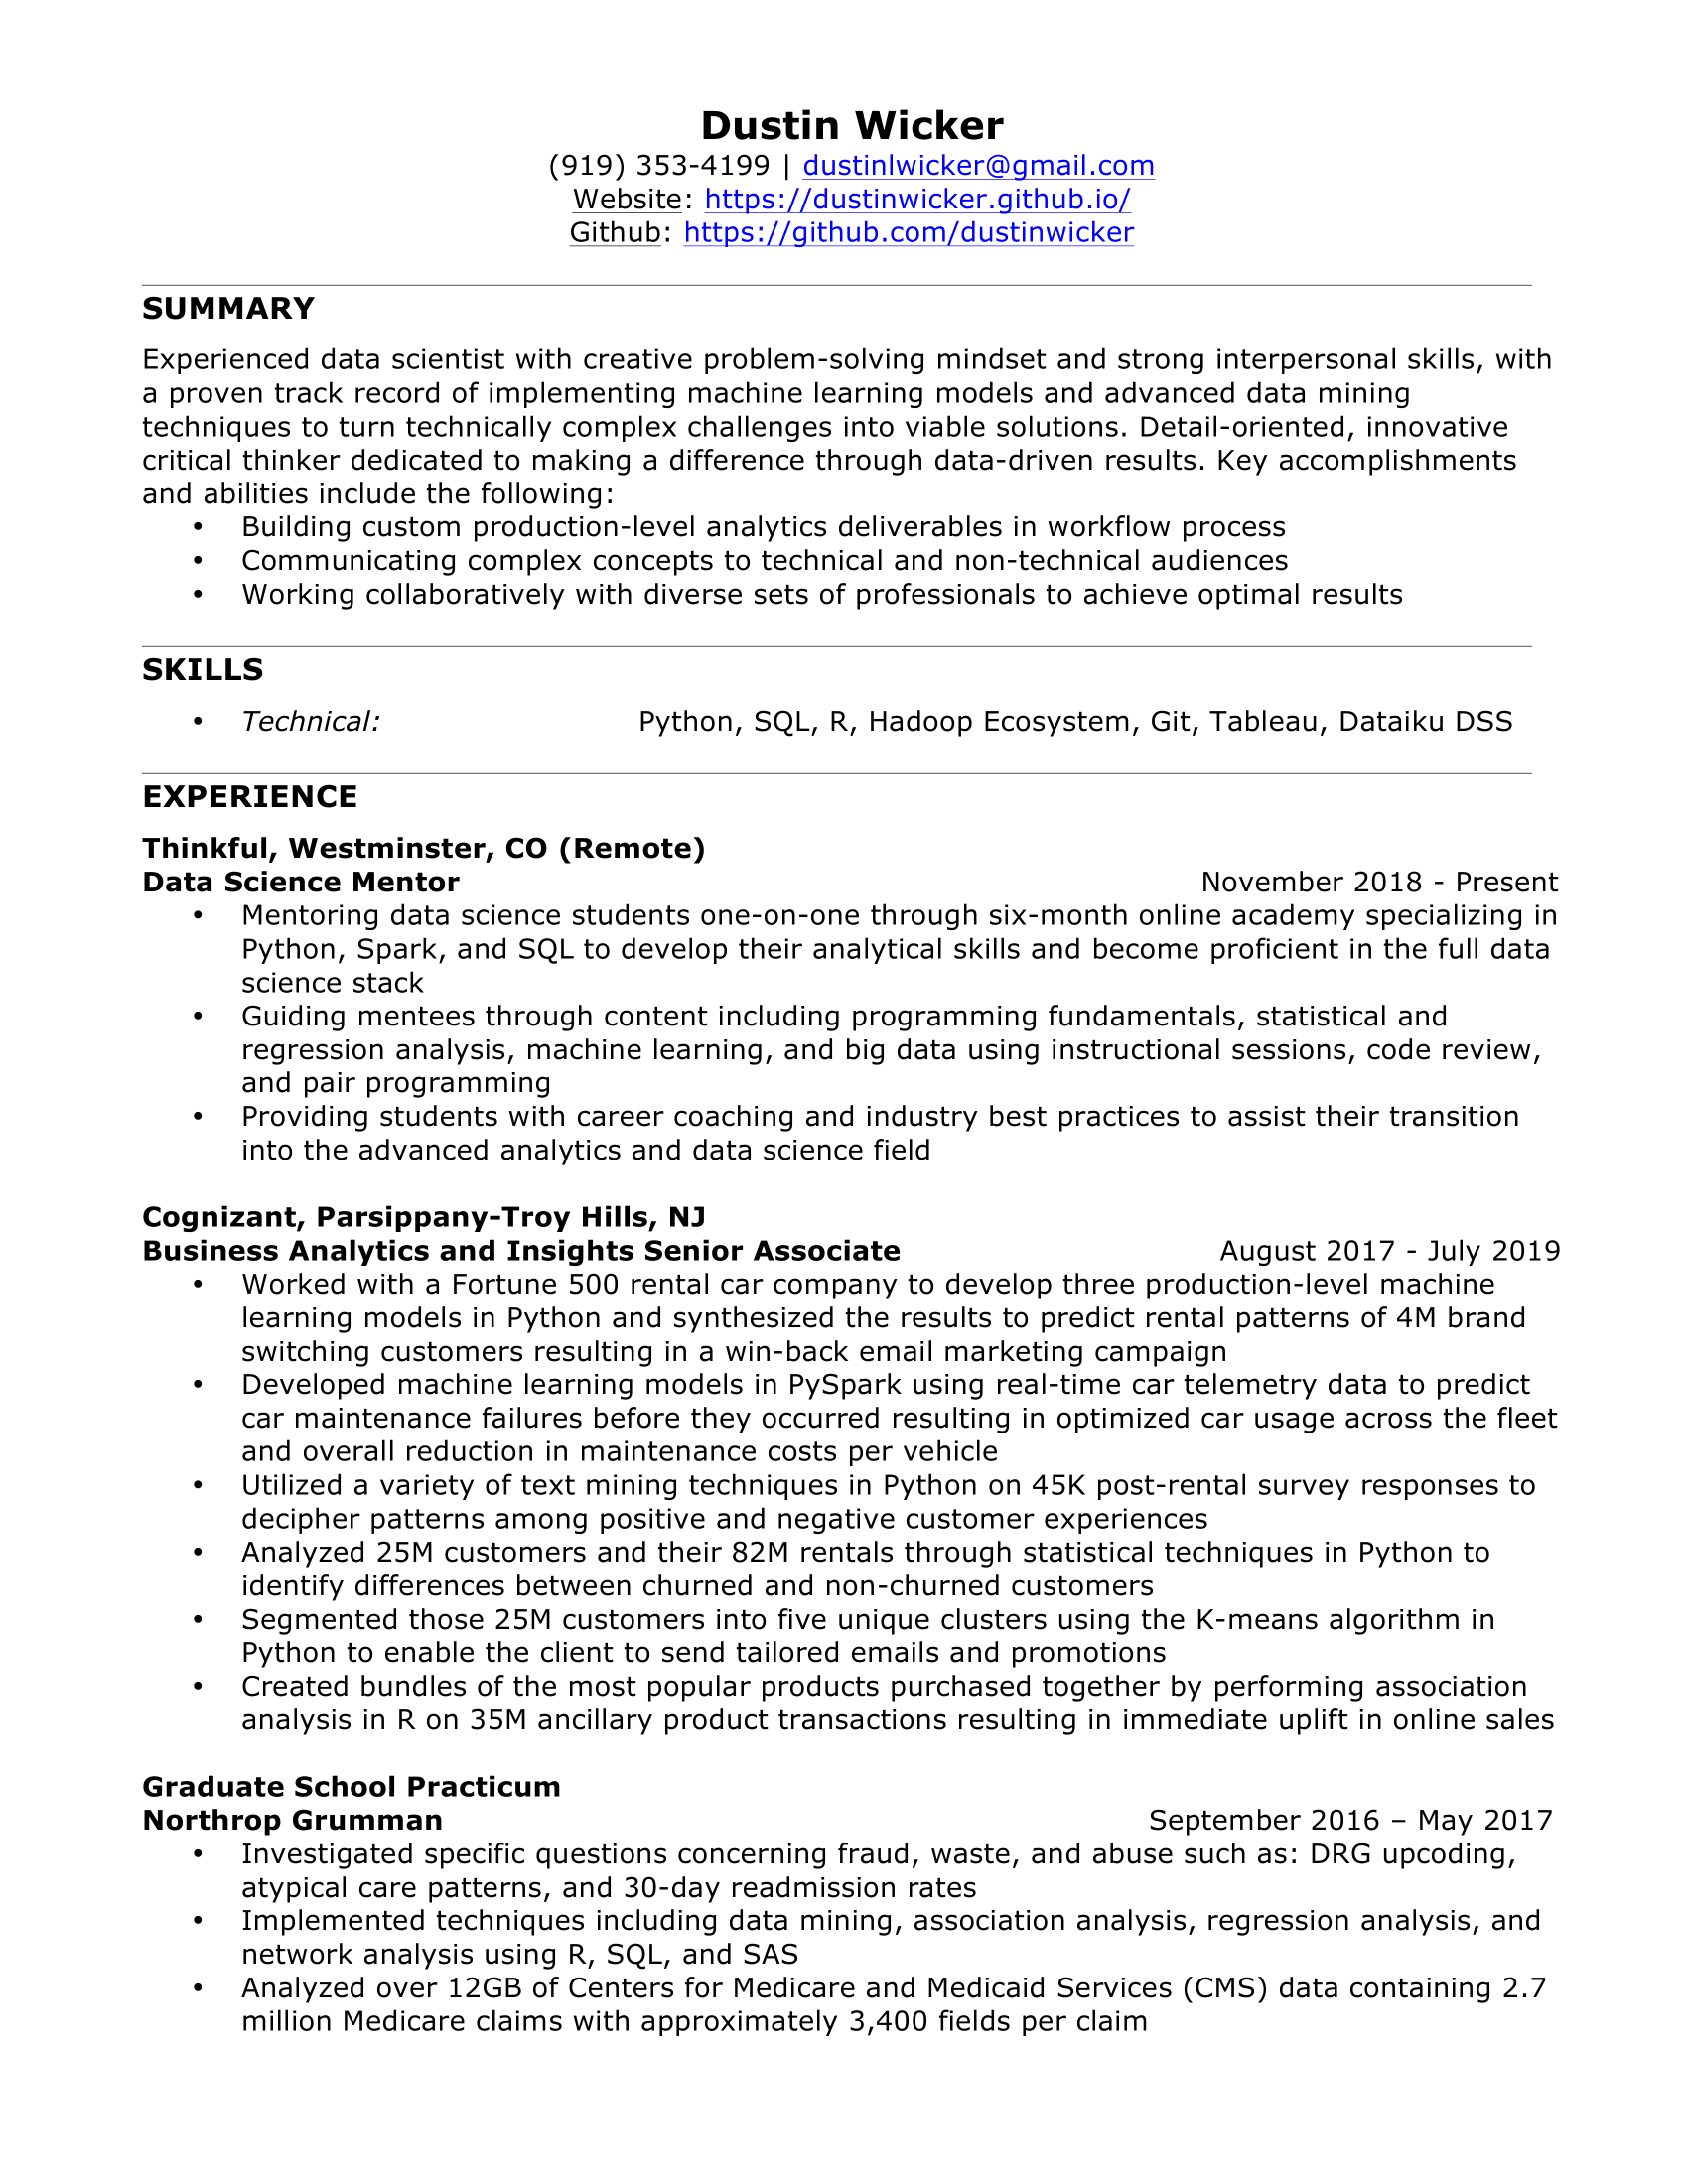 Dustin Wicker
(919) 353-4199 | dustinlwicker@gmail.com
Website: https://dustinwicker.github.io/
Github: https://github.com/dustinwicker
SUMMARY
Experienced data scientist with creative problem-solving mindset and strong interpersonal skills, with
a proven track record of implementing machine learning models and advanced data mining
techniques to turn technically complex challenges into viable solutions. Detail-oriented, innovative
critical thinker dedicated to making a difference through data-driven results. Key accomplishments
and abilities include the following:
• Building custom production-level analytics deliverables in workflow process
• Communicating complex concepts to technical and non-technical audiences
• Working collaboratively with diverse sets of professionals to achieve optimal results
SKILLS
• Technical: Python, SQL, R, Hadoop Ecosystem, Git, Tableau, Dataiku DSS
EXPERIENCE
Thinkful, Westminster, CO (Remote)
Data Science Mentor November 2018 - Present
• Mentoring data science students one-on-one through six-month online academy specializing in
Python, Spark, and SQL to develop their analytical skills and become proficient in the full data
science stack
• Guiding mentees through content including programming fundamentals, statistical and
regression analysis, machine learning, and big data using instructional sessions, code review,
and pair programming
• Providing students with career coaching and industry best practices to assist their transition
into the advanced analytics and data science field
Cognizant, Parsippany-Troy Hills, NJ
Business Analytics and Insights Senior Associate August 2017 - July 2019
• Worked with a Fortune 500 rental car company to develop three production-level machine
learning models in Python and synthesized the results to predict rental patterns of 4M brand
switching customers resulting in a win-back email marketing campaign
• Developed machine learning models in PySpark using real-time car telemetry data to predict
car maintenance failures before they occurred resulting in optimized car usage across the fleet
and overall reduction in maintenance costs per vehicle
• Utilized a variety of text mining techniques in Python on 45K post-rental survey responses to
decipher patterns among positive and negative customer experiences
• Analyzed 25M customers and their 82M rentals through statistical techniques in Python to
identify differences between churned and non-churned customers
• Segmented those 25M customers into five unique clusters using the K-means algorithm in
Python to enable the client to send tailored emails and promotions
• Created bundles of the most popular products purchased together by performing association
analysis in R on 35M ancillary product transactions resulting in immediate uplift in online sales
Graduate School Practicum
Northrop Grumman September 2016 – May 2017
• Investigated specific questions concerning fraud, waste, and abuse such as: DRG upcoding,
atypical care patterns, and 30-day readmission rates
• Implemented techniques including data mining, association analysis, regression analysis, and
network analysis using R, SQL, and SAS
• Analyzed over 12GB of Centers for Medicare and Medicaid Services (CMS) data containing 2.7
million Medicare claims with approximately 3,400 fields per claim